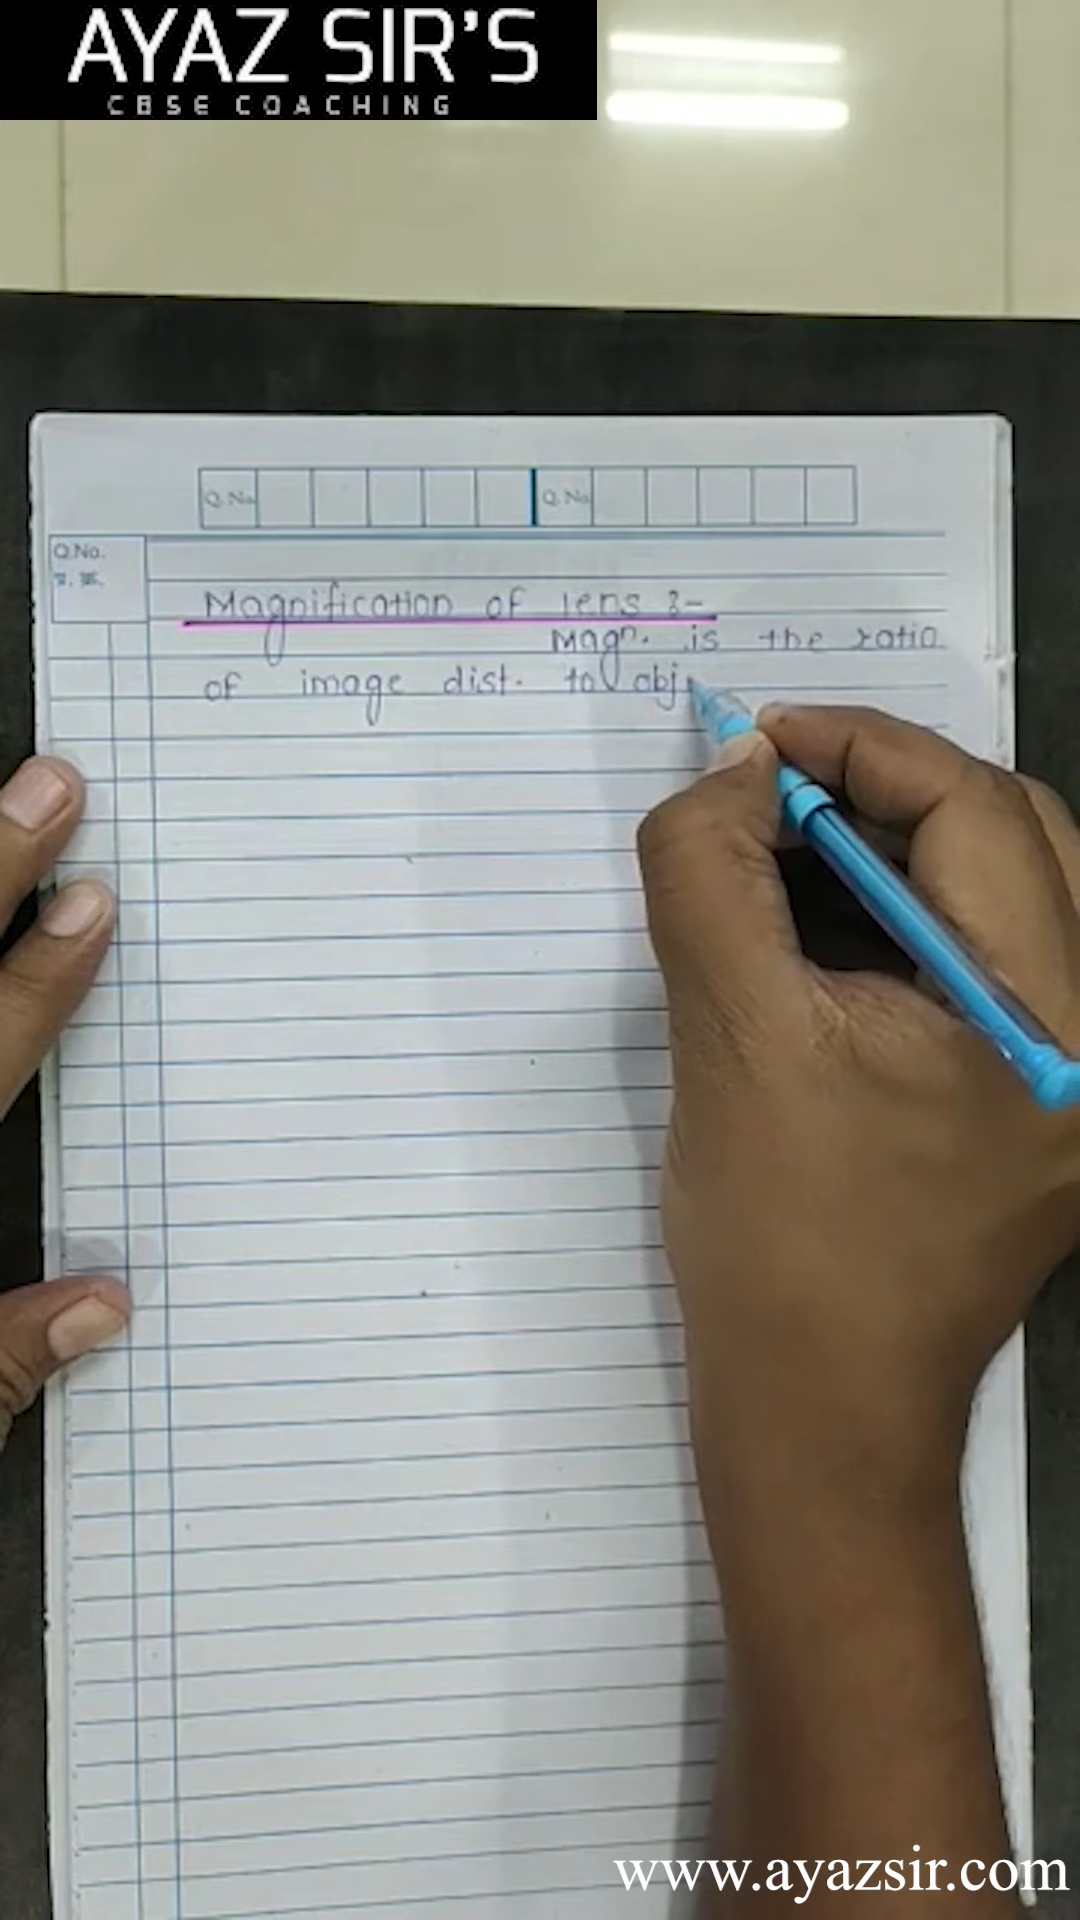 AYAZ SIR'S
CBSE COACHING
Q.No. Q.No.
Q.No.
प्र. क्र.
Magnification of lens :-
Magn. is the ratio
of image dist. to obj
www.ayazsir.com